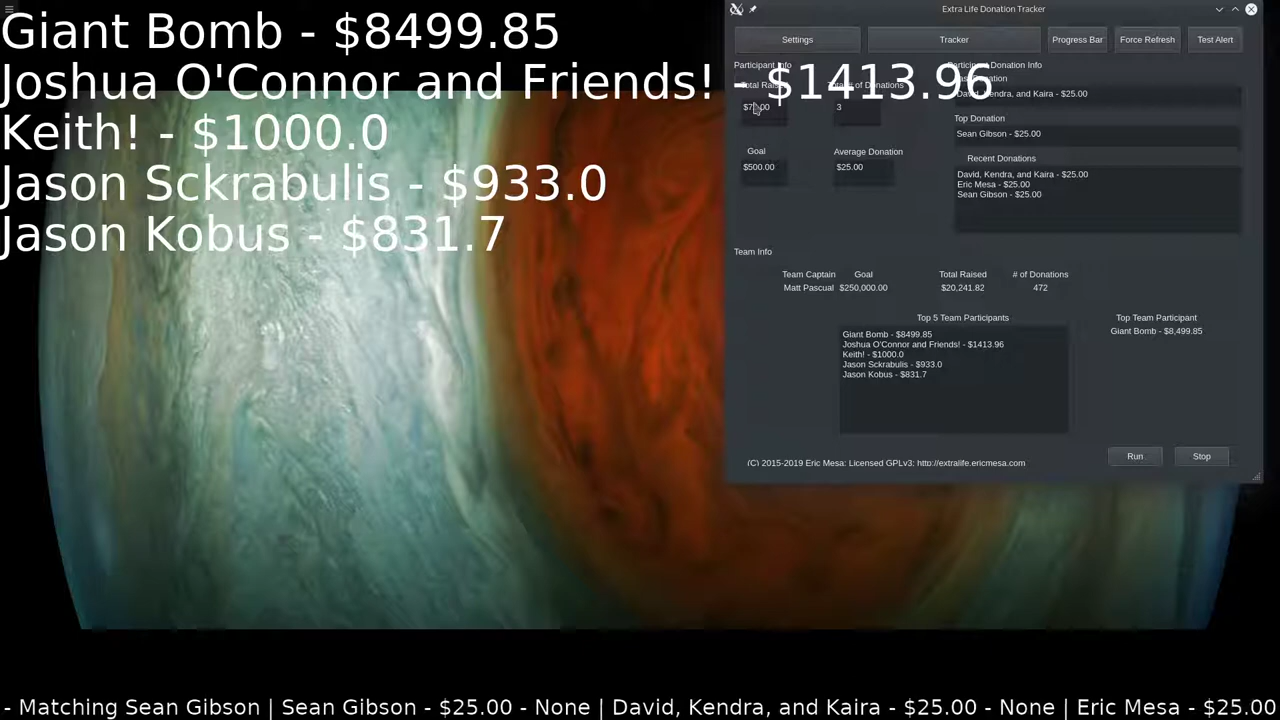 Giant Bomb - $8499.85
Joshua O'Connor and Friends! - $1413.96
Keith! - $1000.0
Jason Sckrabulis - $933.0
Jason Kobus - $831.7
Extra Life Donation Tracker
Settings Tracker Progress Bar Force Refresh Test Alert
Participant Info
3
Goal
$500.00
Average Donation
$25.00
Participant Donation Info
David, Kendra, and Kaira - $25.00
Top Donation
Sean Gibson - $25.00
Recent Donations
David, Kendra, and Kaira - $25.00
Eric Mesa - $25.00
Sean Gibson - $25.00
Team Info
Team Captain Goal Total Raised # of Donations
Matt Pascual $250,000.00 $20,241.82 472
Top 5 Team Participants
Giant Bomb - $8499.85
Joshua O'Connor and Friends! - $1413.96
Keith! - $1000.0
Jason Sckrabulis - $933.0
Jason Kobus - $831.7
Top Team Participant
Giant Bomb - $8,499.85
Run Stop
(C) 2015-2019 Eric Mesa: Licensed GPLv3: http://extralife.ericmesa.com
- Matching Sean Gibson | Sean Gibson - $25.00 - None | David, Kendra, and Kaira - $25.00 - None | Eric Mesa - $25.00